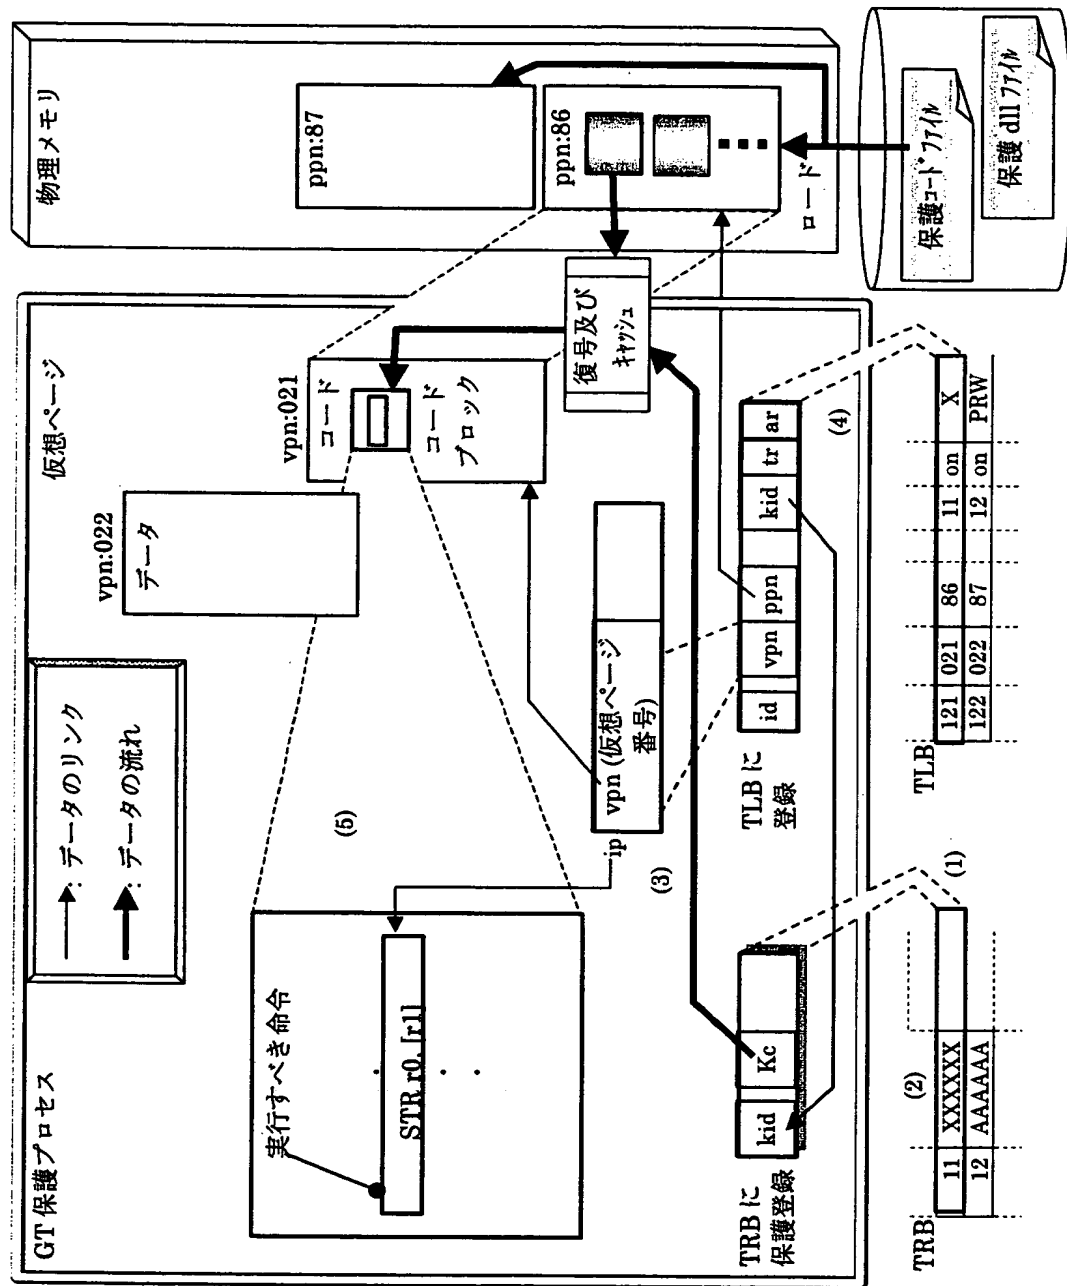 GT 保護プロセス
→: データのリンク
→: データの流れ
仮想ページ
物理メモリ
実行すべき命令
STR r0, [r1]
(5)
vpn:022
データ
vpn:021
コード
コード
ブロック
ppn:87
ppn:86
ロード
復号及び
キャッシュ
保護コードファイル
保護 dll ファイル
ip
vpn (仮想ページ
番号)
(3)
TRB に
保護登録
kid
Kc
TLB に
登録
id
vpn
ppn
kid
tr
ar
(1)
(4)
TRB
(2)
11 XXXXXX
12 AAAAAA
TLB
121 021 86 11 on X
122 022 87 12 on PRW